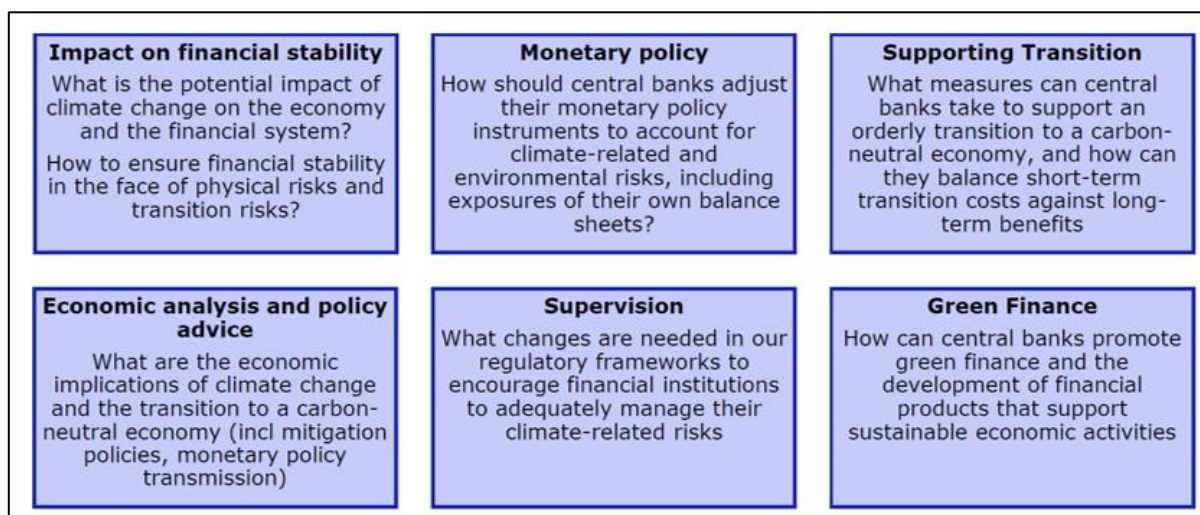 Impact on financial stability
What is the potential impact of
climate change on the economy
and the financial system?
How to ensure financial stability
in the face of physical risks and
transition risks?
Monetary policy
How should central banks adjust
their monetary policy
instruments to account for
climate-related and
environmental risks, including
exposures of their own balance
sheets?
Supporting Transition
What measures can central
banks take to support an
orderly transition to a carbon-
neutral economy, and how can
they balance short-term
transition costs against long-
term benefits
Economic analysis and policy
advice
What are the economic
implications of climate change
and the transition to a carbon-
neutral economy (incl mitigation
policies, monetary policy
transmission)
Supervision
What changes are needed in our
regulatory frameworks to
encourage financial institutions
to adequately manage their
climate-related risks
Green Finance
How can central banks promote
green finance and the
development of financial
products that support
sustainable economic activities